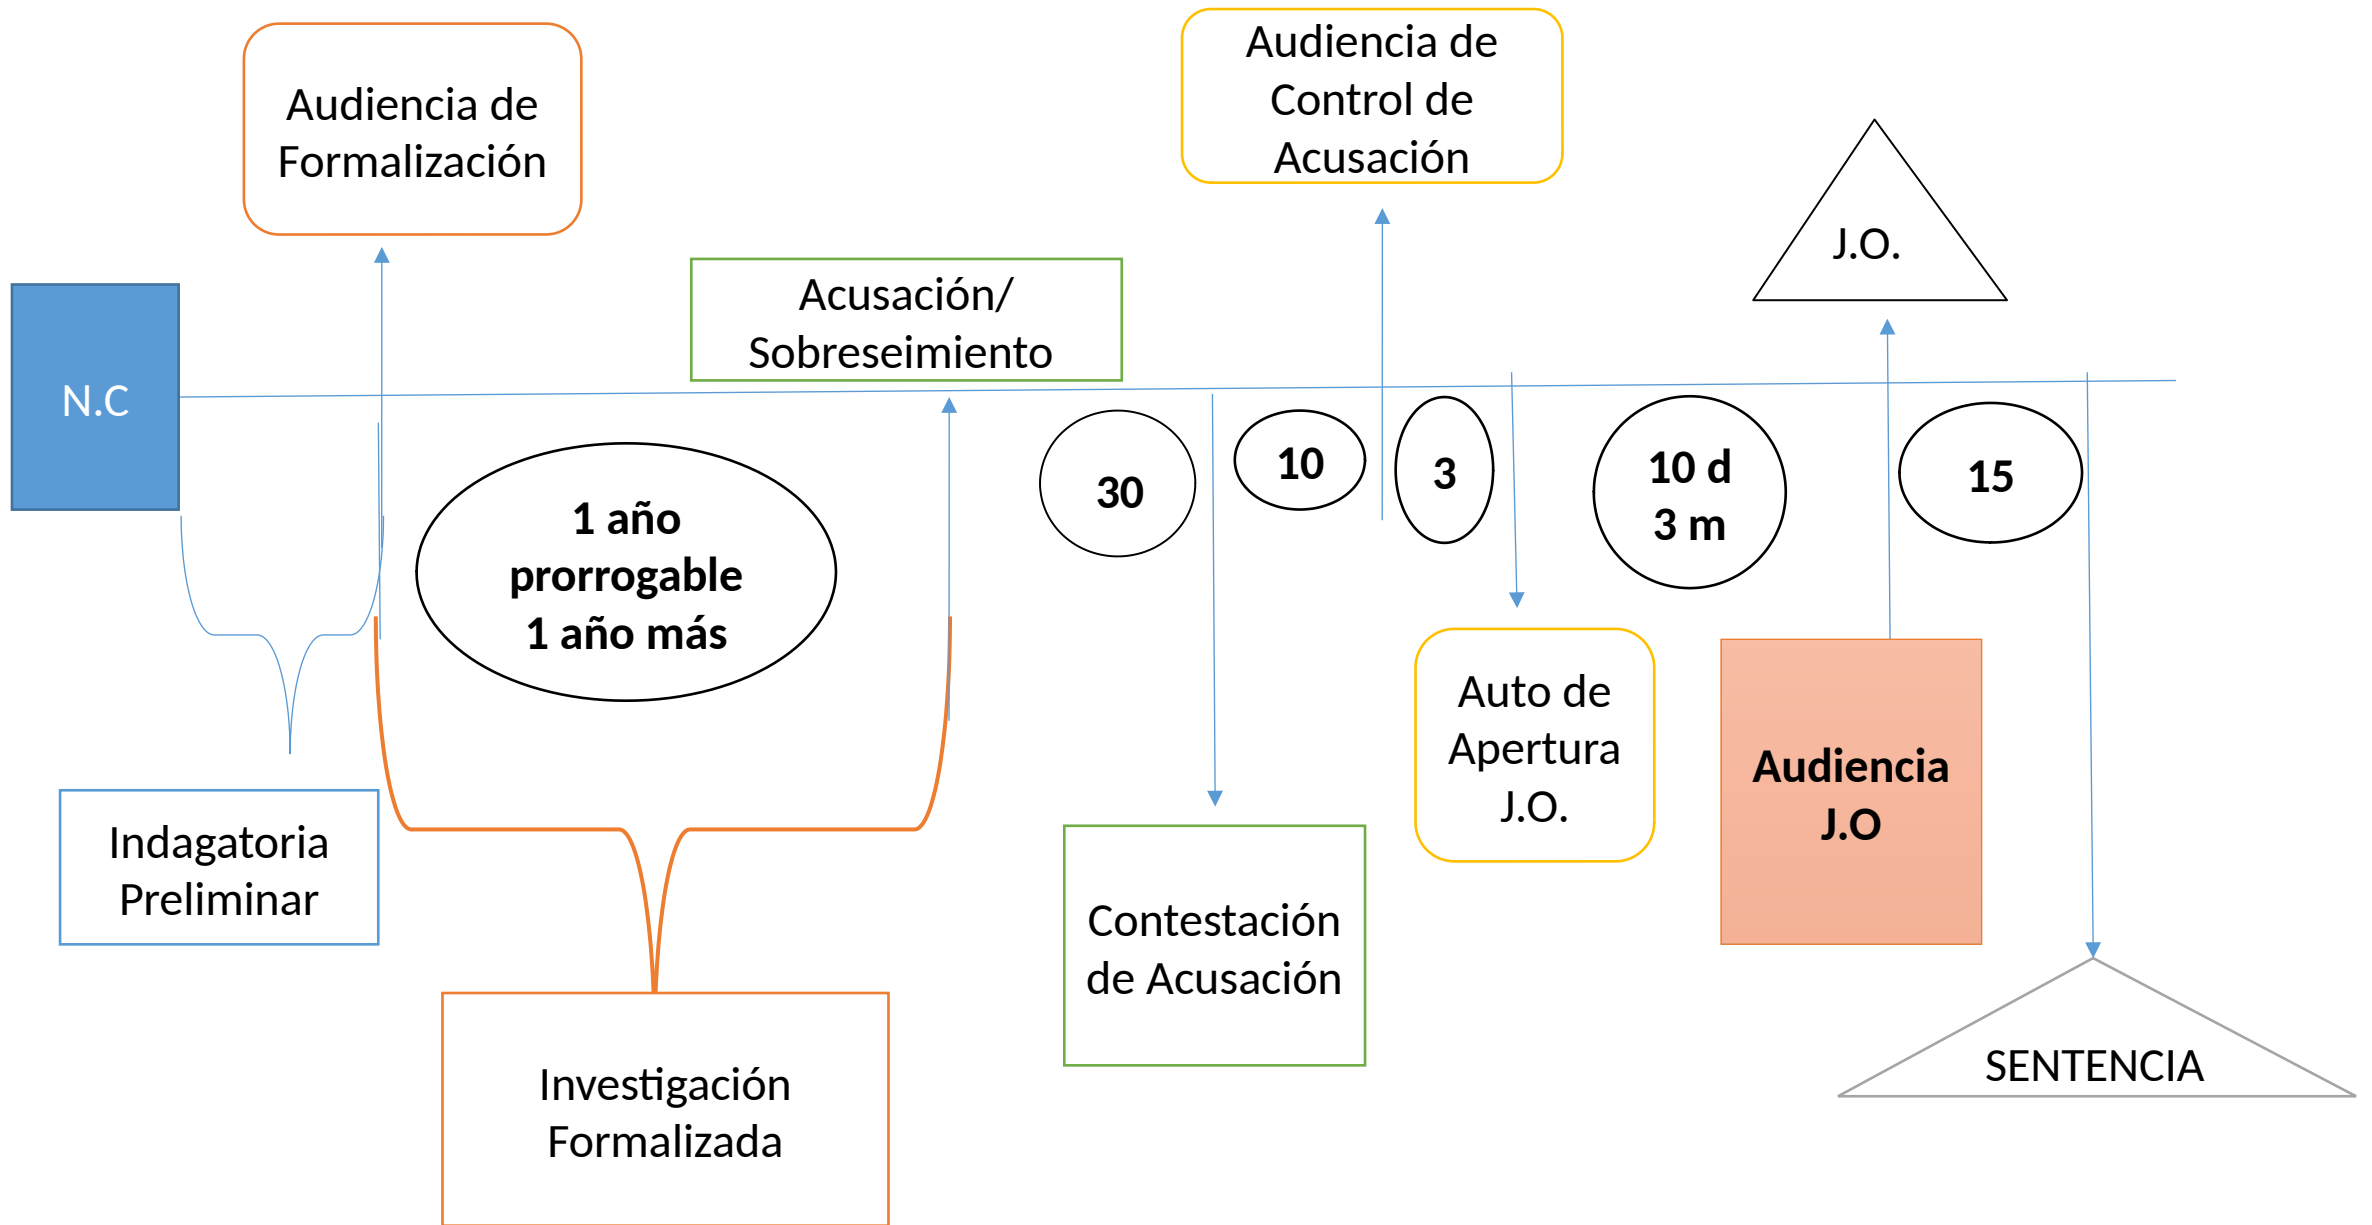 Audiencia de
Formalización
Audiencia de
Control de
Acusación
J.O.
Acusación/
Sobreseimiento
N.C
1 año
prorrogable
1 año más
30
10
3
10 d
3 m
15
Indagatoria
Preliminar
Auto de
Apertura
J.O.
Audiencia
J.O
Contestación
de Acusación
Investigación
Formalizada
SENTENCIA